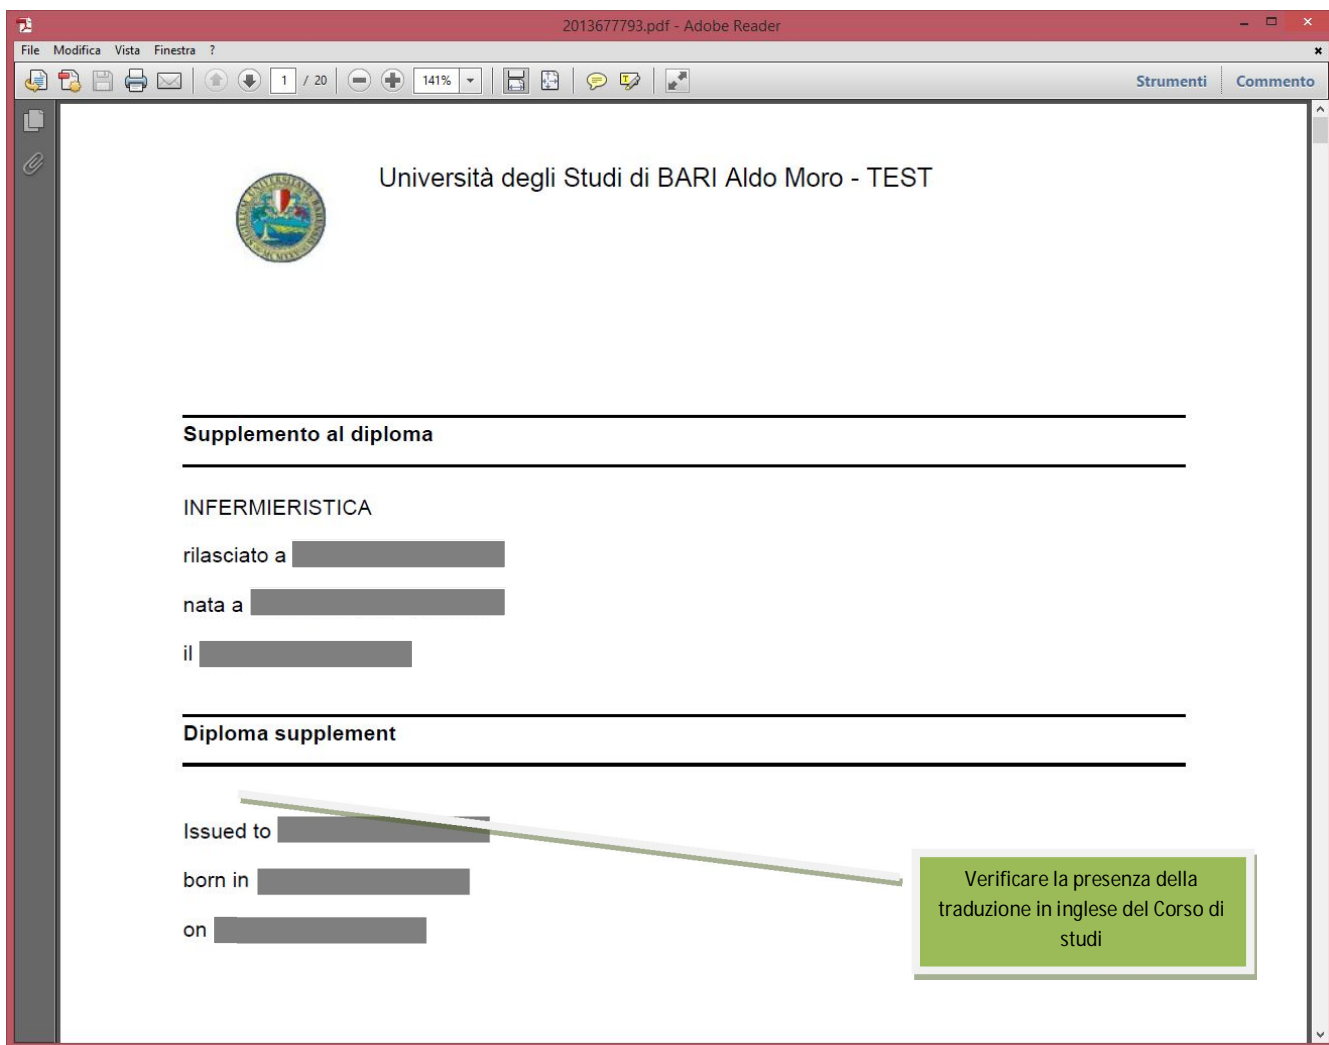 2013677793.pdf - Adobe Reader
File Modifica Vista Finestra ?
1 / 20 141% Strumenti Commento
Università degli Studi di BARI Aldo Moro - TEST
Supplemento al diploma
INFERMIERISTICA
rilasciato a
nata a
il
Diploma supplement
Issued to
born in
on
Verificare la presenza della
traduzione in inglese del Corso di
studi